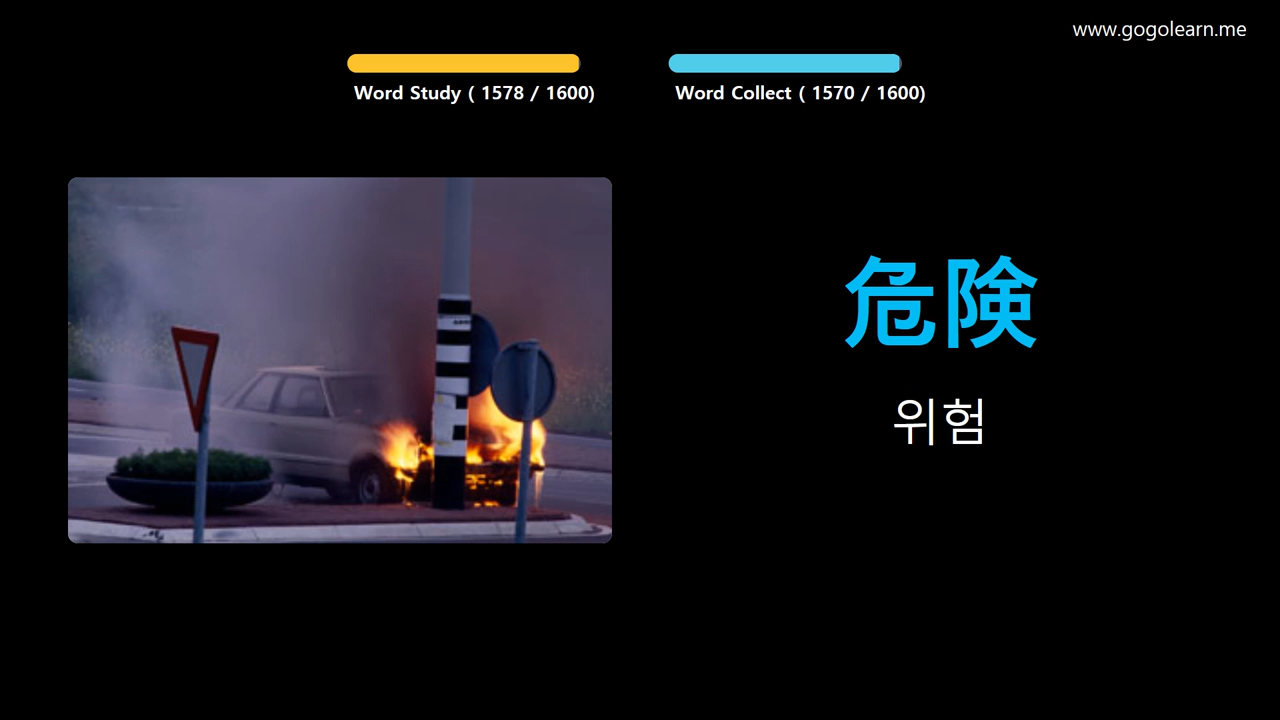 www.gogolearn.me
Word Study ( 1578 / 1600)
Word Collect ( 1570 / 1600)
危険
위험